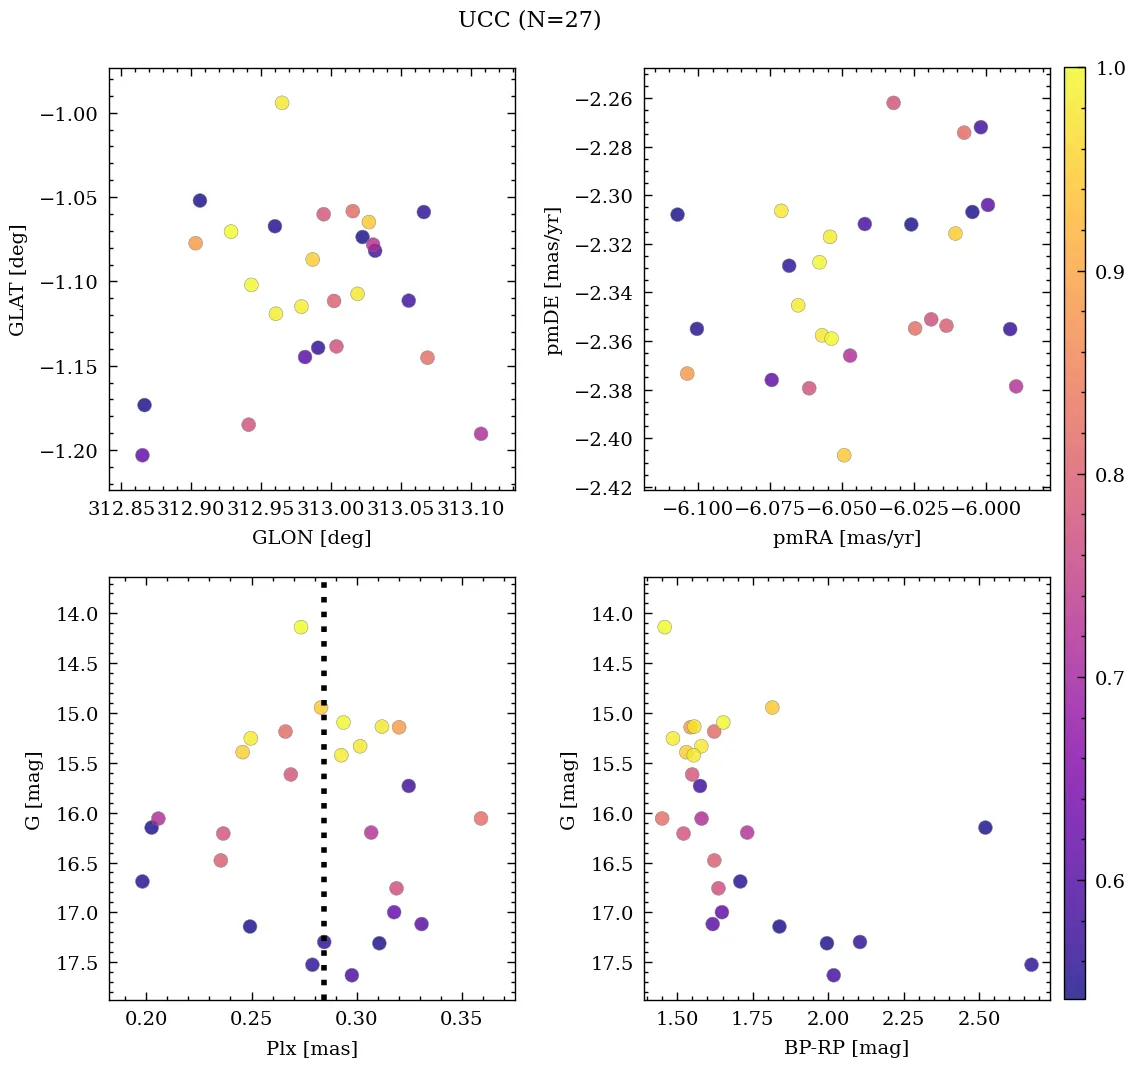 UCC (N=27)
−1.00
−1.05
−1.10
−1.15
−1.20
GLAT [deg]
312.85 312.90 312.95 313.00 313.05 313.10
GLON [deg]
−2.26
−2.28
−2.30
−2.32
−2.34
−2.36
−2.38
−2.40
−2.42
pmDE [mas/yr]
−6.100 −6.075 −6.050 −6.025 −6.000
pmRA [mas/yr]
1.0
0.9
0.8
0.7
0.6
14.0
14.5
15.0
15.5
16.0
16.5
17.0
17.5
G [mag]
0.20 0.25 0.30 0.35
Plx [mas]
14.0
14.5
15.0
15.5
16.0
16.5
17.0
17.5
G [mag]
1.50 1.75 2.00 2.25 2.50
BP-RP [mag]